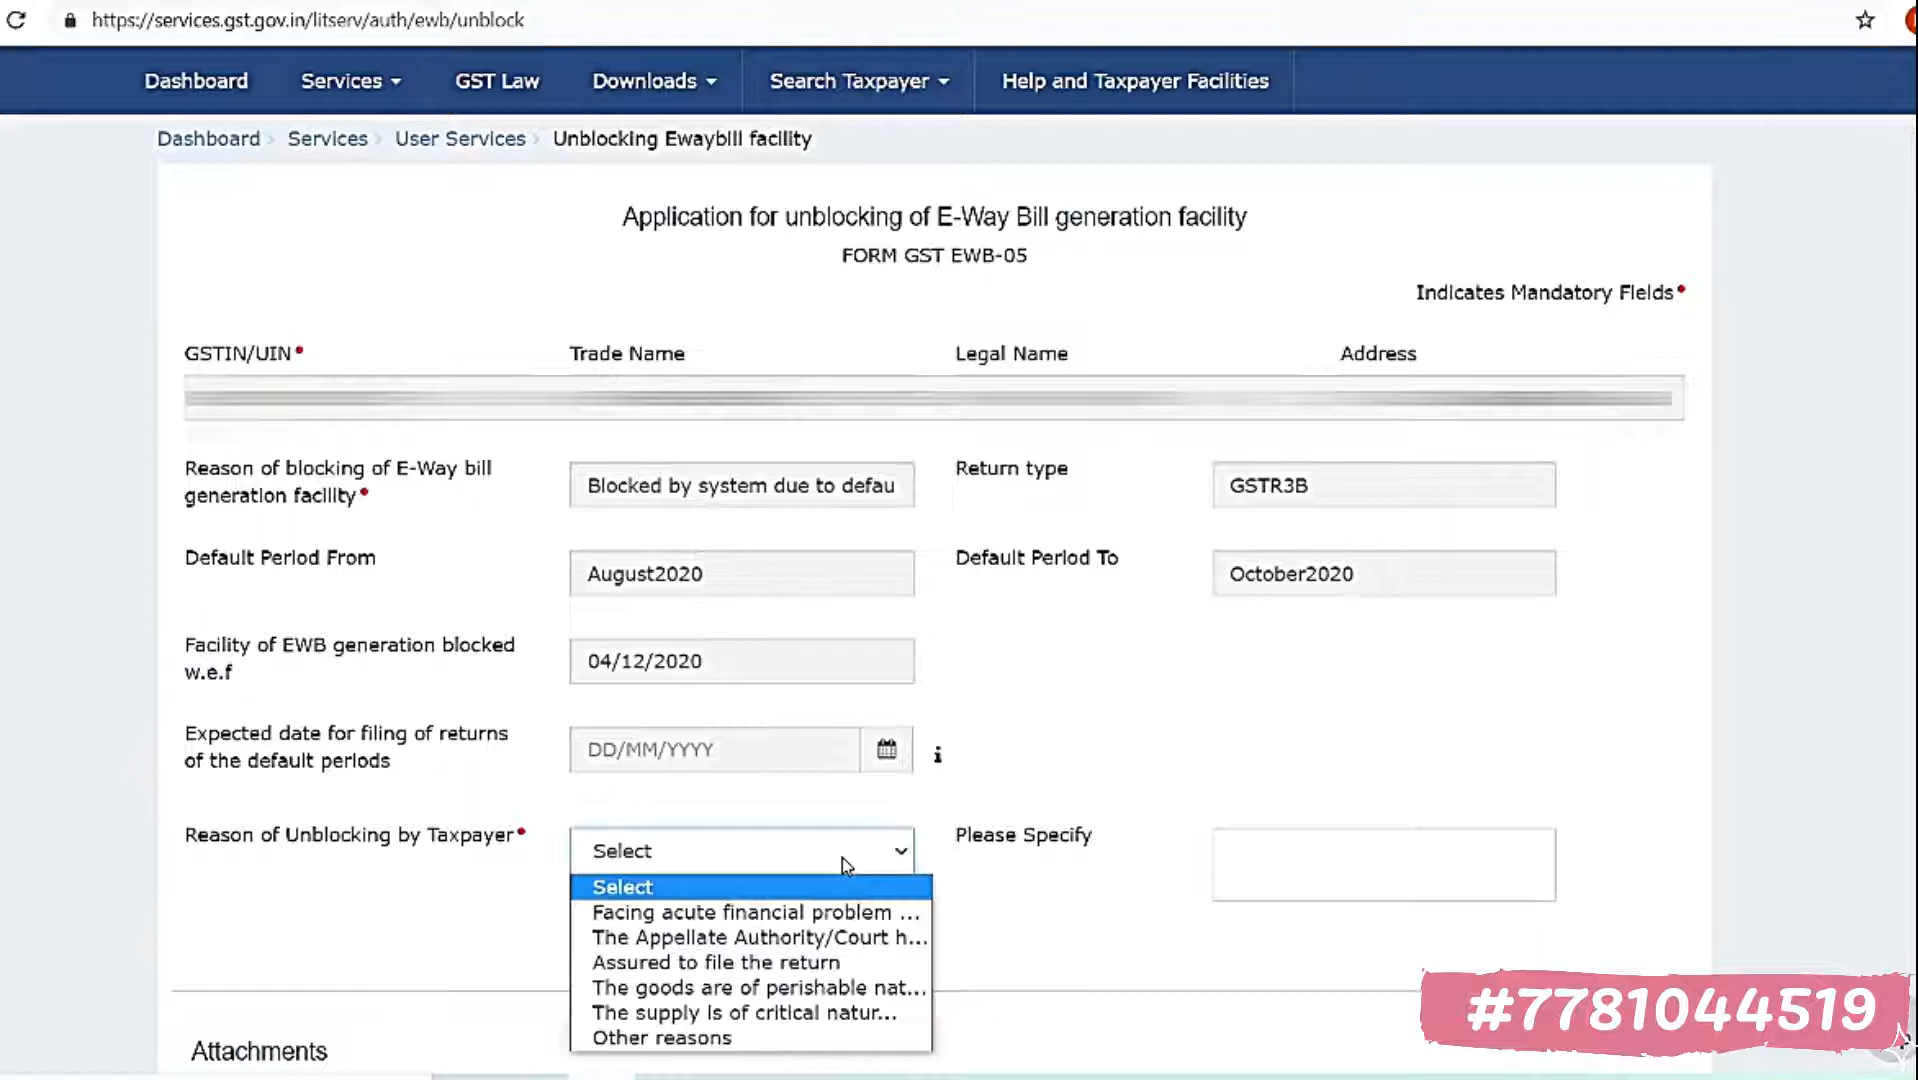 https://services.gst.gov.in/litserv/auth/ewb/unblock
Dashboard Services GST Law Downloads Search Taxpayer Help and Taxpayer Facilities
Dashboard > Services > User Services > Unblocking Ewaybill facility
Application for unblocking of E-Way Bill generation facility
FORM GST EWB-05
Indicates Mandatory Fields•
GSTIN/UIN• Trade Name Legal Name Address
Reason of blocking of E-Way bill generation facility• Blocked by system due to defau Return type GSTR3B
Default Period From August2020 Default Period To October2020
Facility of EWB generation blocked w.e.f 04/12/2020
Expected date for filing of returns of the default periods DD/MM/YYYY
Reason of Unblocking by Taxpayer• Select Please Specify
Select
Facing acute financial problem ...
The Appellate Authority/Court h...
Assured to file the return
The goods are of perishable nat...
The supply is of critical natur...
Other reasons
Attachments
#7781044519